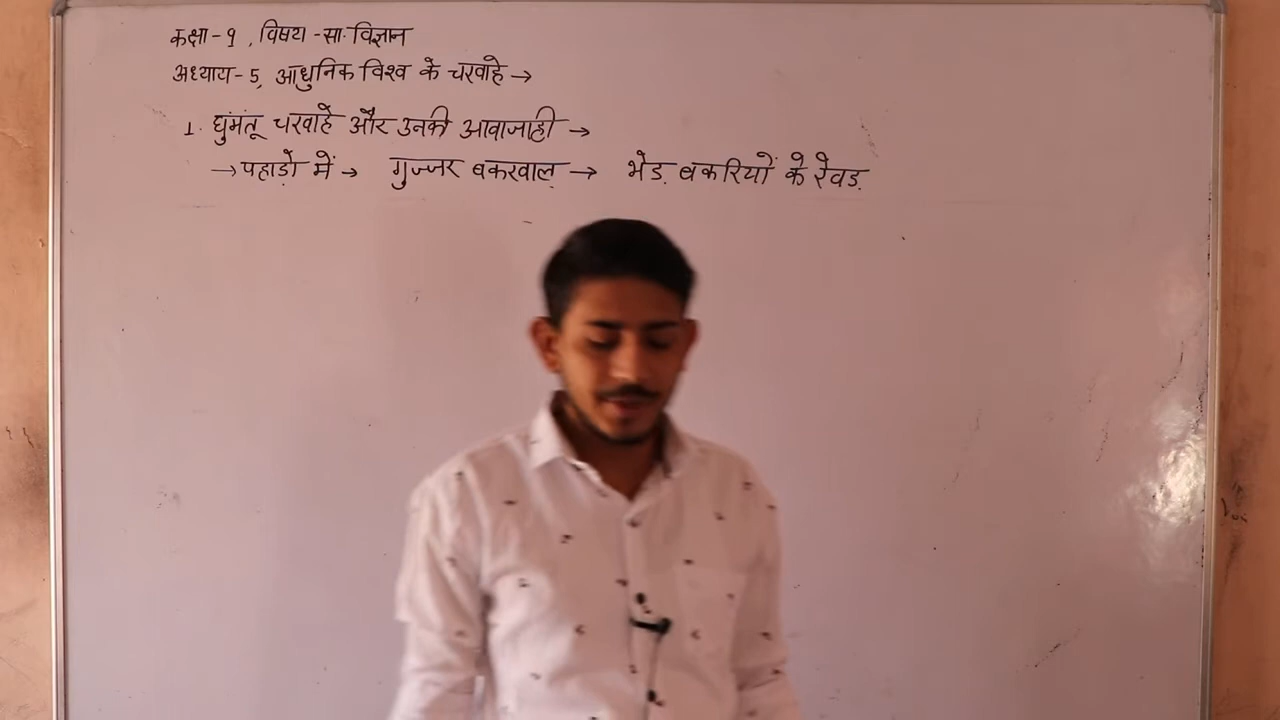 कक्षा-9, विषय-सा.विज्ञान
अध्याय-5, आधुनिक विश्व के चरवाहे→
1. घुमंतू चरवाहे और उनकी आवाजाही→
→पहाड़ो में→ गुज्जर बकरवाल→ भेड़ बकरियों के रेवड़